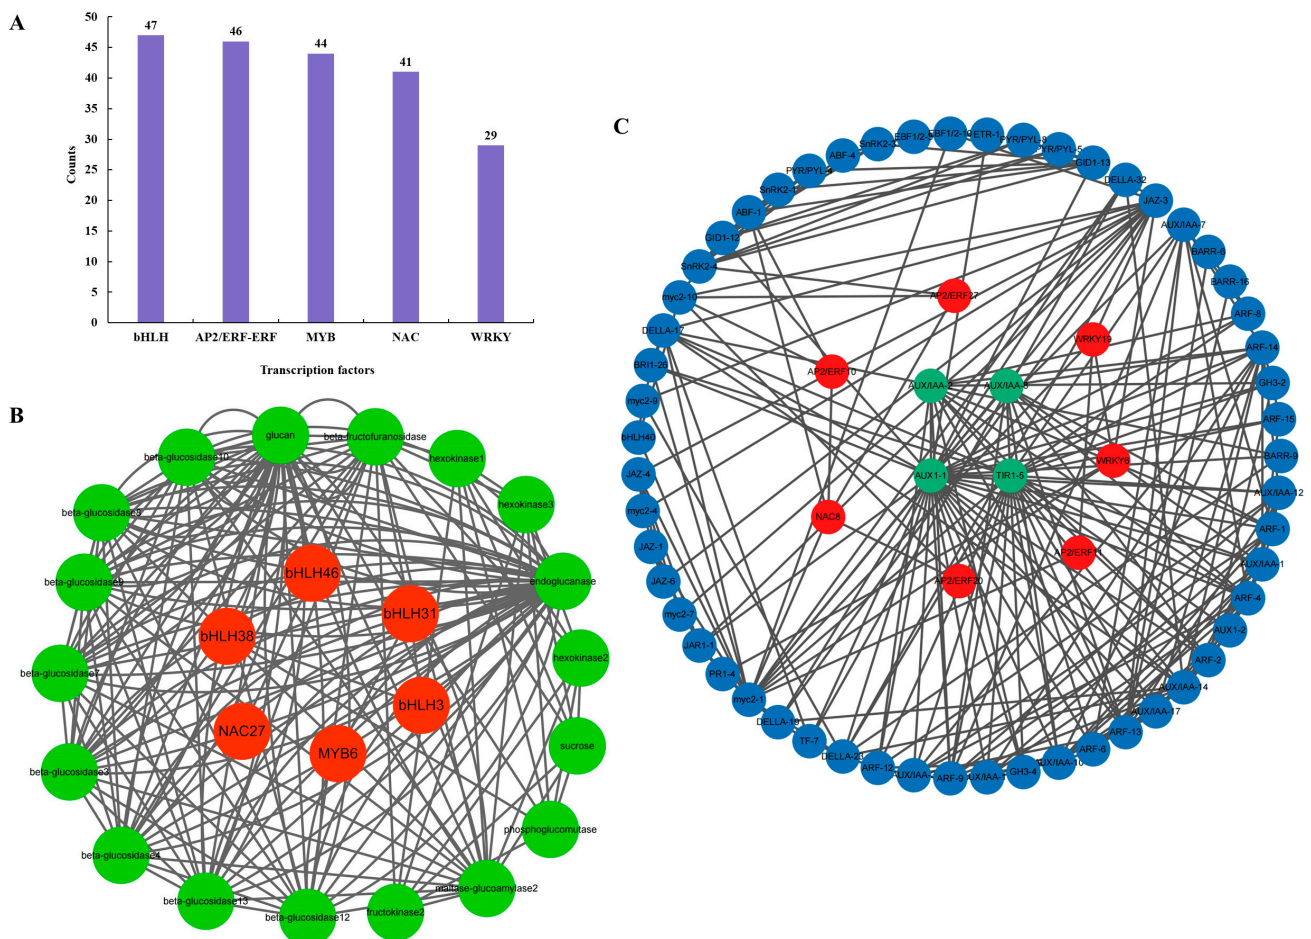 A
50
45
40
35
30
25
20
15
10
5
0
Counts
47
46
44
41
29
bHLH
AP2/ERF-ERF
MYB
NAC
WRKY
Transcription factors
B
glucan
beta-fructofuranosidase
beta-glucosidase10
hexokinase1
beta-glucosidase8
hexokinase3
beta-glucosidase9
endoglucanase
bHLH46
bHLH31
bHLH38
hexokinase2
beta-glucosidase7
bHLH3
NAC27
MYB6
sucrose
beta-glucosidase3
phosphoglucomutase
beta-glucosidase4
maltase-glucoamylase2
beta-glucosidase13
beta-glucosidase12
fructokinase2
C
EBF1/2-10
ETR-1
PYR/PYL-8
PYR/PYL-5
GID1-13
DELLA-32
JAZ-3
AUX/IAA-7
BARR-6
BARR-16
ARF-8
ARF-14
GH3-2
ARF-15
BARR-9
AUX/IAA-12
ARF-1
AUX/IAA-1
ARF-4
AUX1-2
ARF-2
AUX/IAA-14
AUX/IAA-17
ARF-13
ARF-6
AUX/IAA-10
GH3-4
ARF-9
ARF-12
DELLA-23
TF-7
DELLA-19
myc2-1
PR1-4
JAR1-1
myc2-7
JAZ-6
JAZ-1
myc2-4
JAZ-4
bHLH40
myc2-9
BRI1-26
DELLA-17
myc2-10
SnRK2-4
GID1-12
ABF-1
SnRK2-1
PYR/PYL-4
ABF-4
SnRK2-3
AP2/ERF27
WRKY19
AP2/ERF10
AUX/IAA-2
WRKY6
AUX1-1
TIR1-5
NAC8
AP2/ERF11
AP2/ERF20